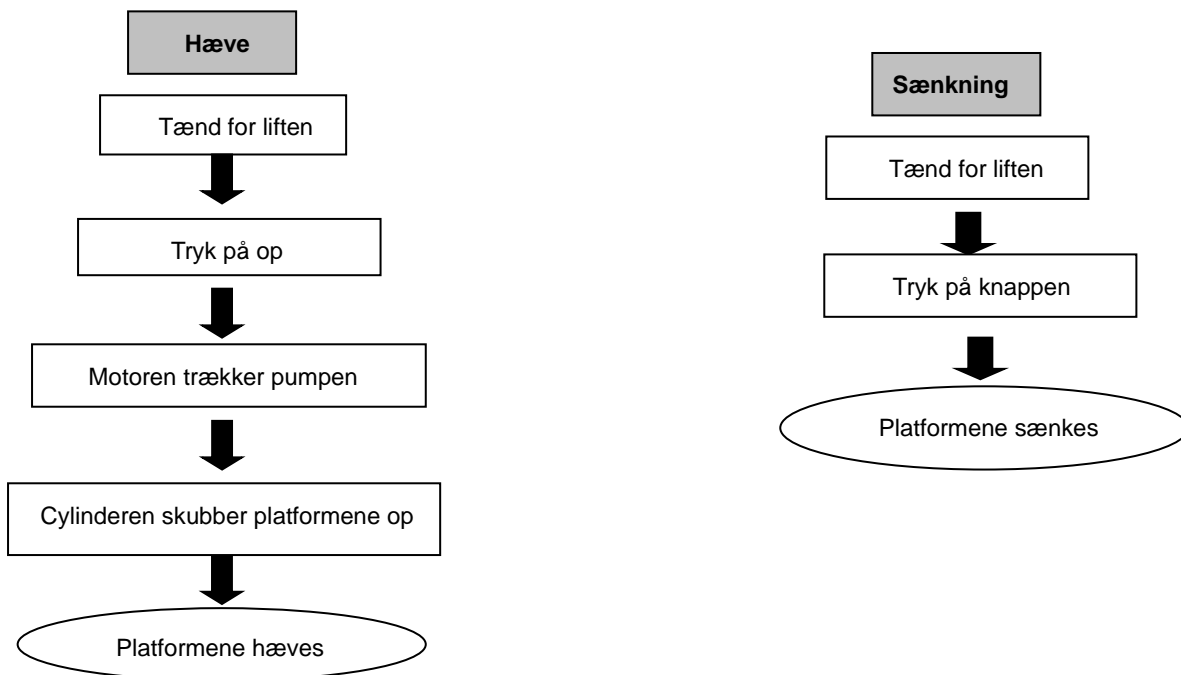 Hæve
Tænd for liften
Tryk på op
Motoren trækker pumpen
Cylinderen skubber platformene op
Platformene hæves
Sænkning
Tænd for liften
Tryk på knappen
Platformene sænkes